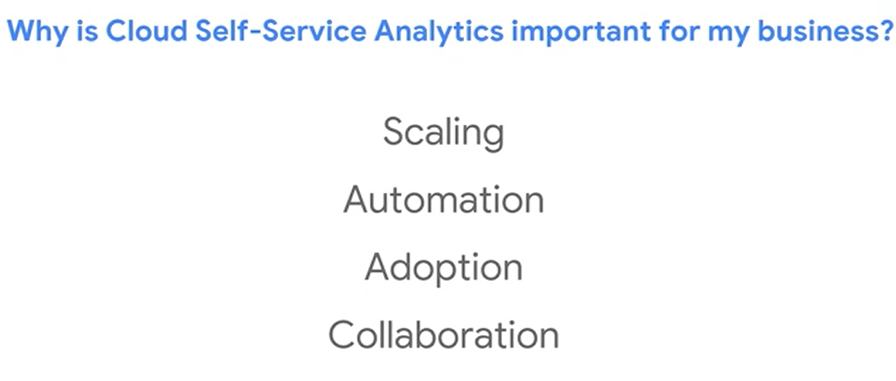 Why is Cloud Self-Service Analytics important for my business?
Scaling
Automation
Adoption
Collaboration